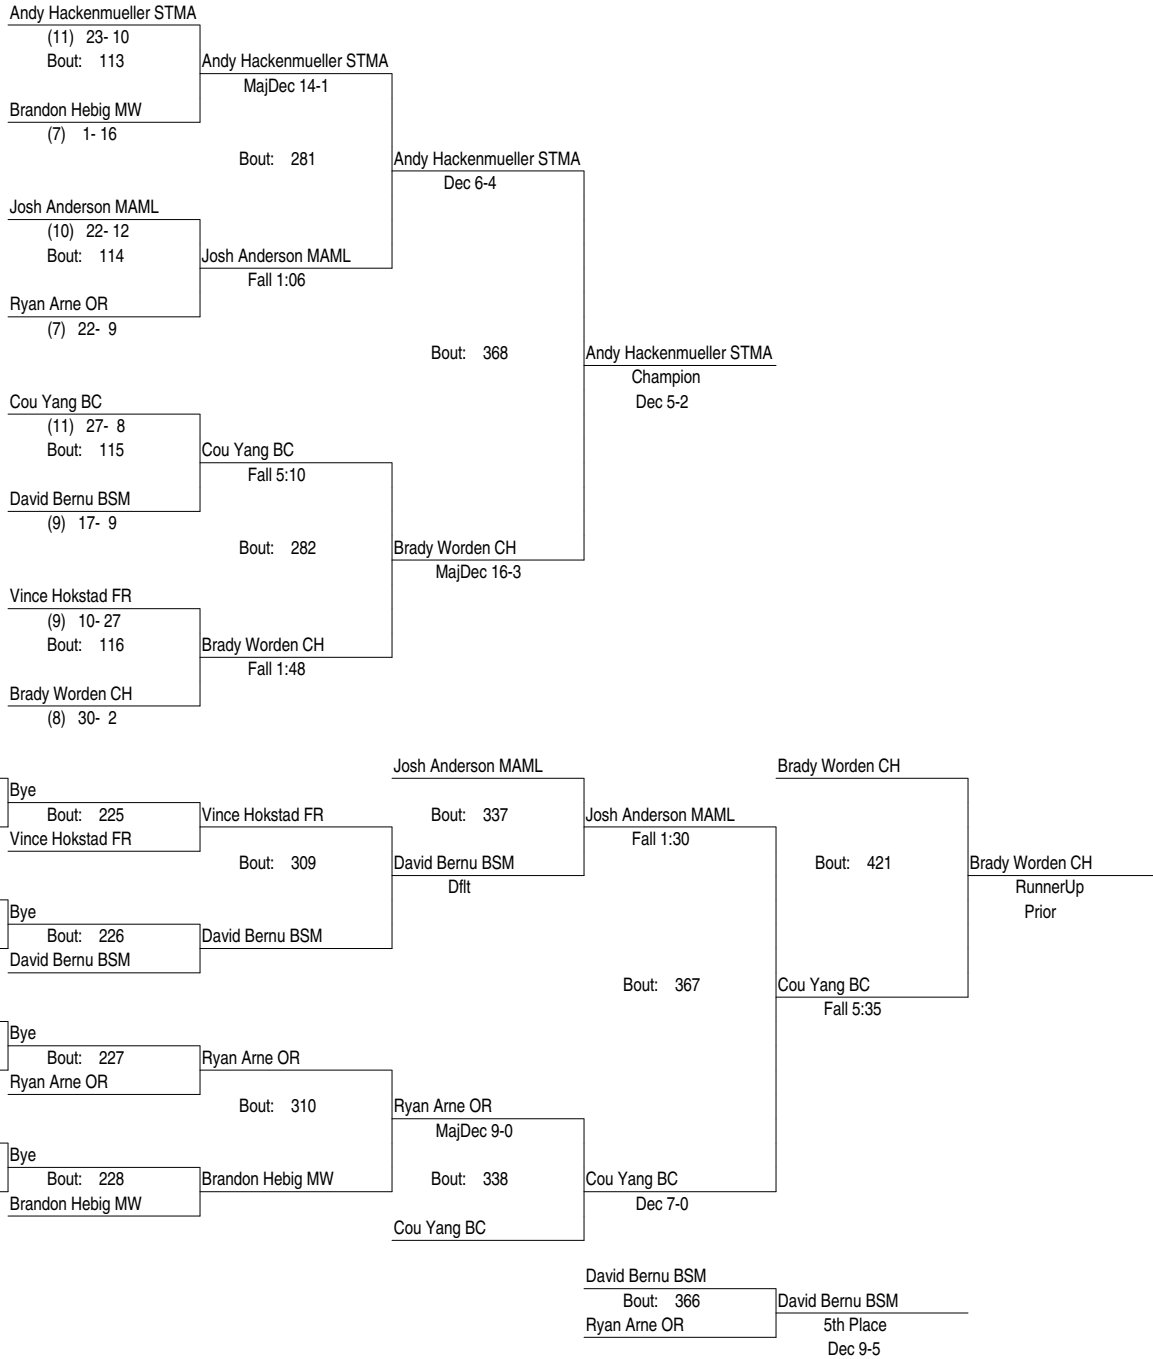 Andy Hackenmueller STMA
(11) 23- 10
Bout: 113
Andy Hackenmueller STMA
MajDec 14-1
Brandon Hebig MW
(7) 1- 16
Bout: 281
Andy Hackenmueller STMA
Dec 6-4
Josh Anderson MAML
(10) 22- 12
Bout: 114
Josh Anderson MAML
Fall 1:06
Ryan Arne OR
(7) 22- 9
Bout: 368
Andy Hackenmueller STMA
Champion
Dec 5-2
Cou Yang BC
(11) 27- 8
Bout: 115
Cou Yang BC
Fall 5:10
David Bernu BSM
(9) 17- 9
Bout: 282
Brady Worden CH
MajDec 16-3
Vince Hokstad FR
(9) 10- 27
Bout: 116
Brady Worden CH
Fall 1:48
Brady Worden CH
(8) 30- 2
Josh Anderson MAML
Brady Worden CH
Bye
Bout: 225
Vince Hokstad FR
Vince Hokstad FR
Bout: 337
Josh Anderson MAML
Fall 1:30
Bout: 309
David Bernu BSM
Dflt
Bout: 421
Brady Worden CH
RunnerUp
Prior
Bye
Bout: 226
David Bernu BSM
David Bernu BSM
Bout: 367
Cou Yang BC
Fall 5:35
Bye
Bout: 227
Ryan Arne OR
Ryan Arne OR
Bout: 310
Ryan Arne OR
MajDec 9-0
Bye
Bout: 228
Brandon Hebig MW
Brandon Hebig MW
Bout: 338
Cou Yang BC
Dec 7-0
Cou Yang BC
David Bernu BSM
Bout: 366
Ryan Arne OR
David Bernu BSM
5th Place
Dec 9-5